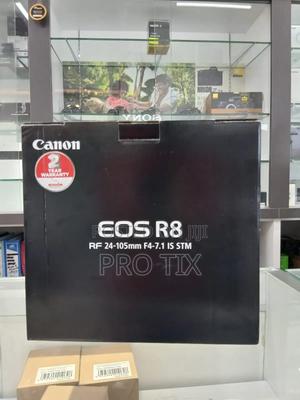 SONY
Canon
2
YEAR
WARRANTY
EOS R8
RF 24-105mm F4-7.1 IS STM
PRO TIX